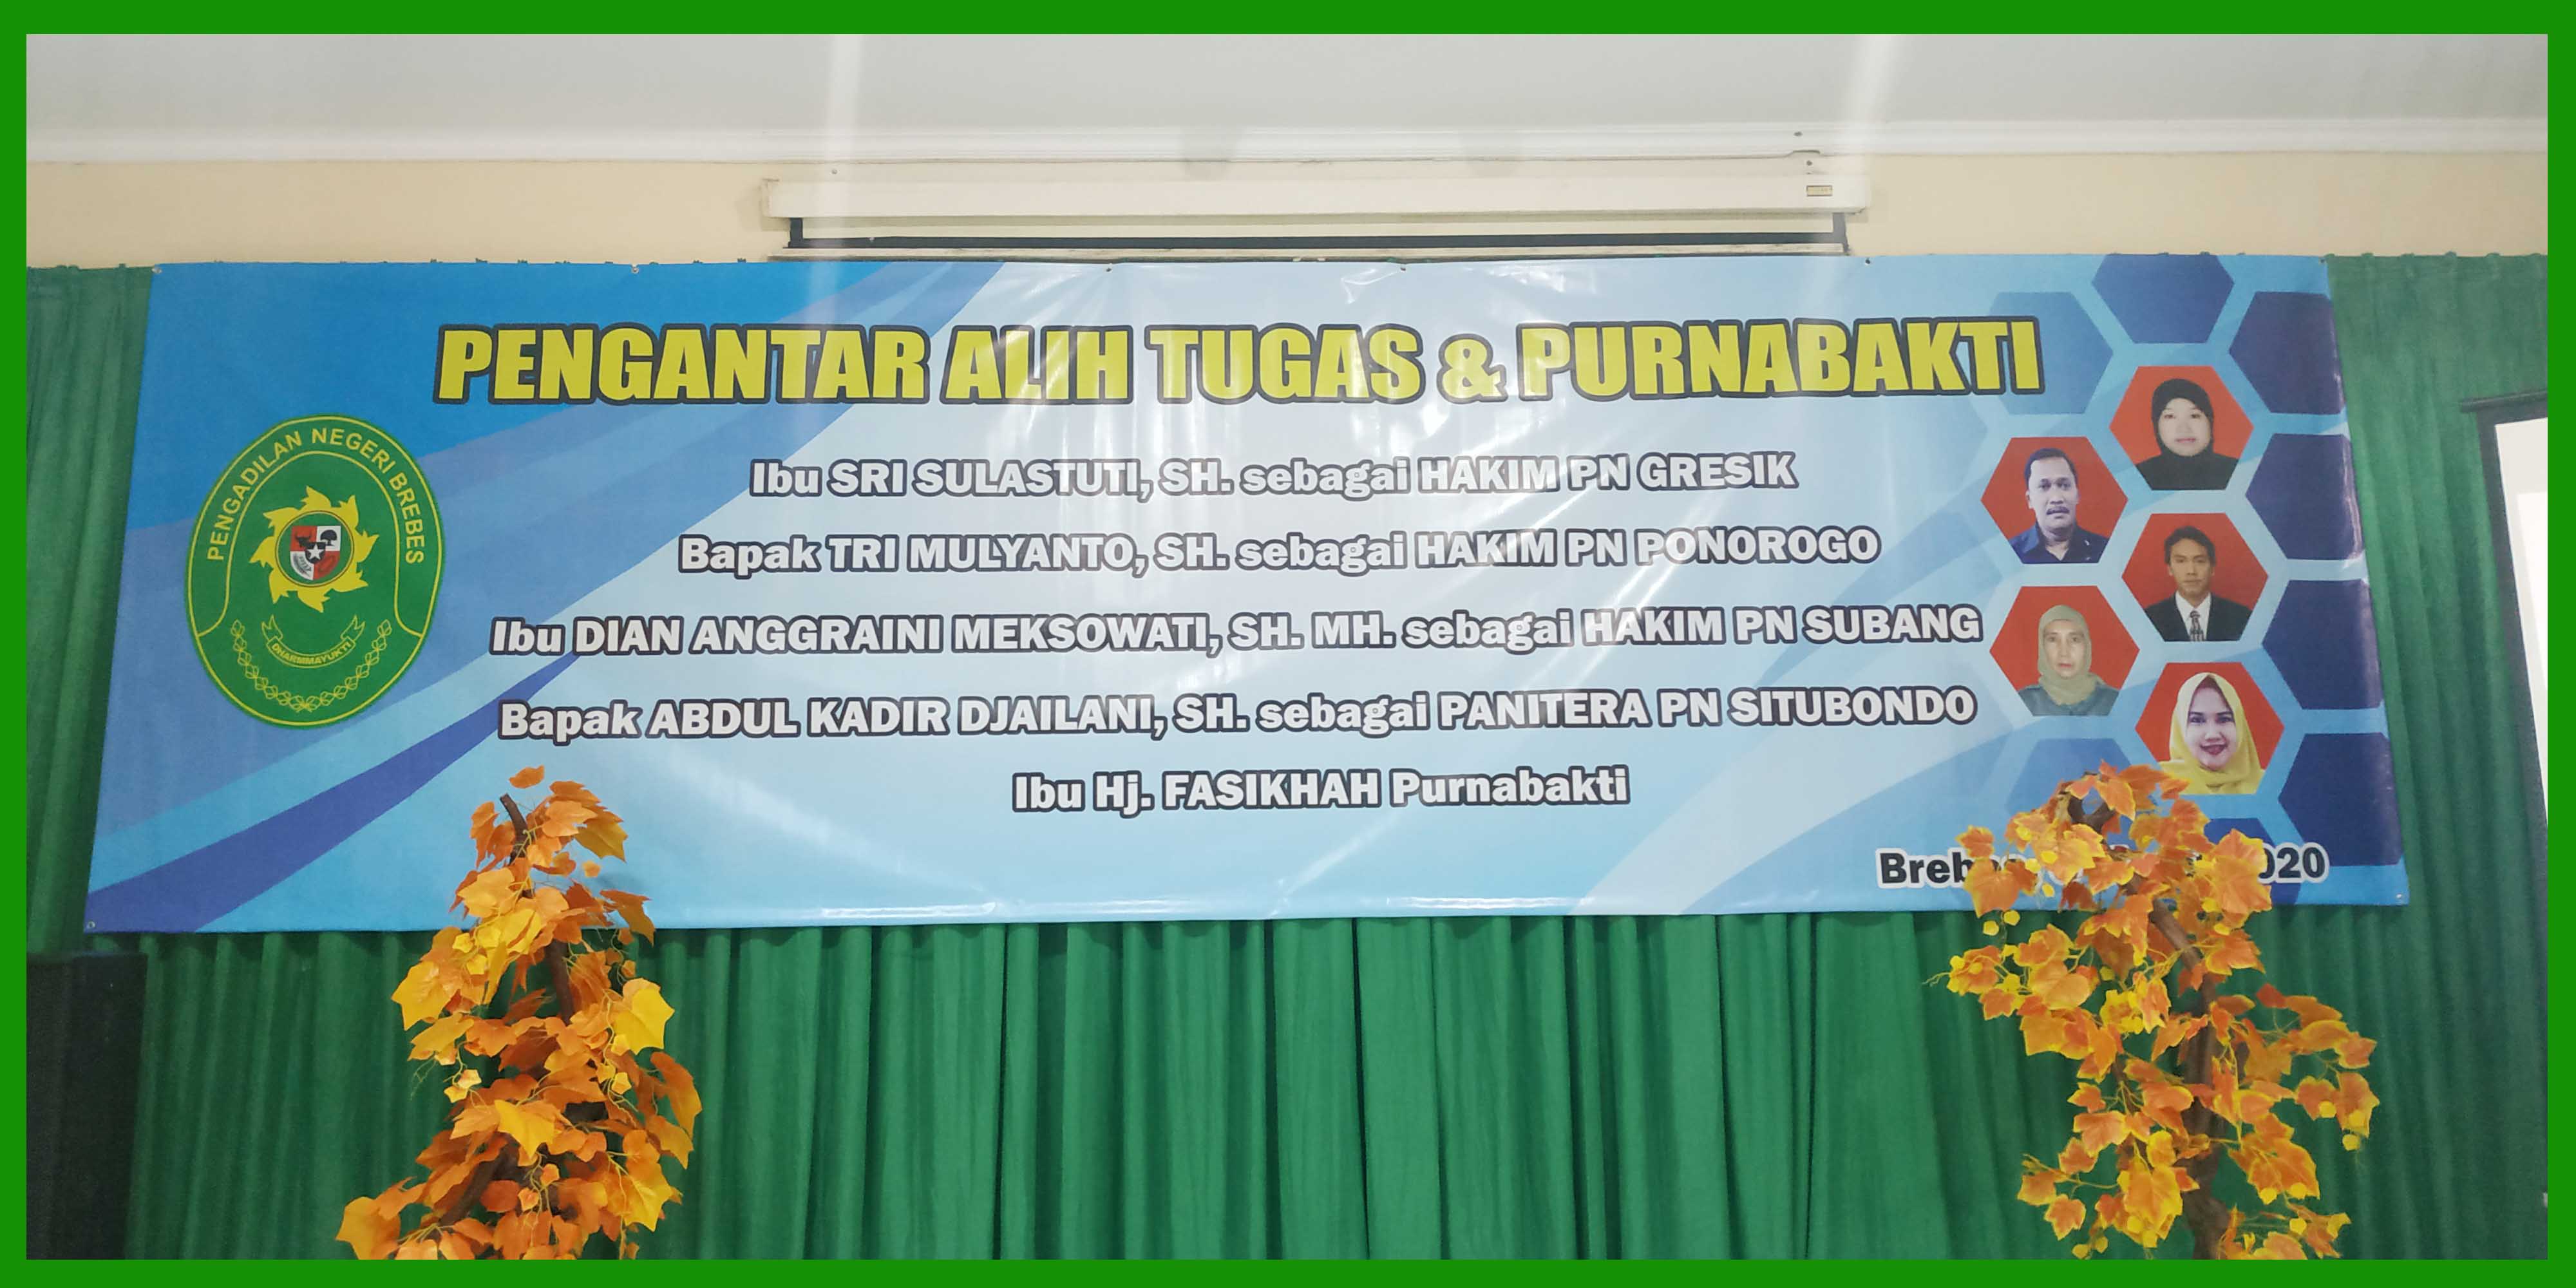 PENGANTAR ALIH TUGAS & PURNABAKTI
PENGADILAN NEGERI BREBES
DHARMMAYUKTI
Ibu SRI SULASTUTI, SH. sebagai HAKIM PN GRESIK
Bapak TRI MULYANTO, SH. sebagai HAKIM PN PONOROGO
Ibu DIAN ANGGRAINI MEKSOWATI, SH. MH. sebagai HAKIM PN SUBANG
Bapak ABDUL KADIR DJAILANI, SH. sebagai PANITERA PN SITUBONDO
Ibu Hj. FASIKHAH Purnabakti